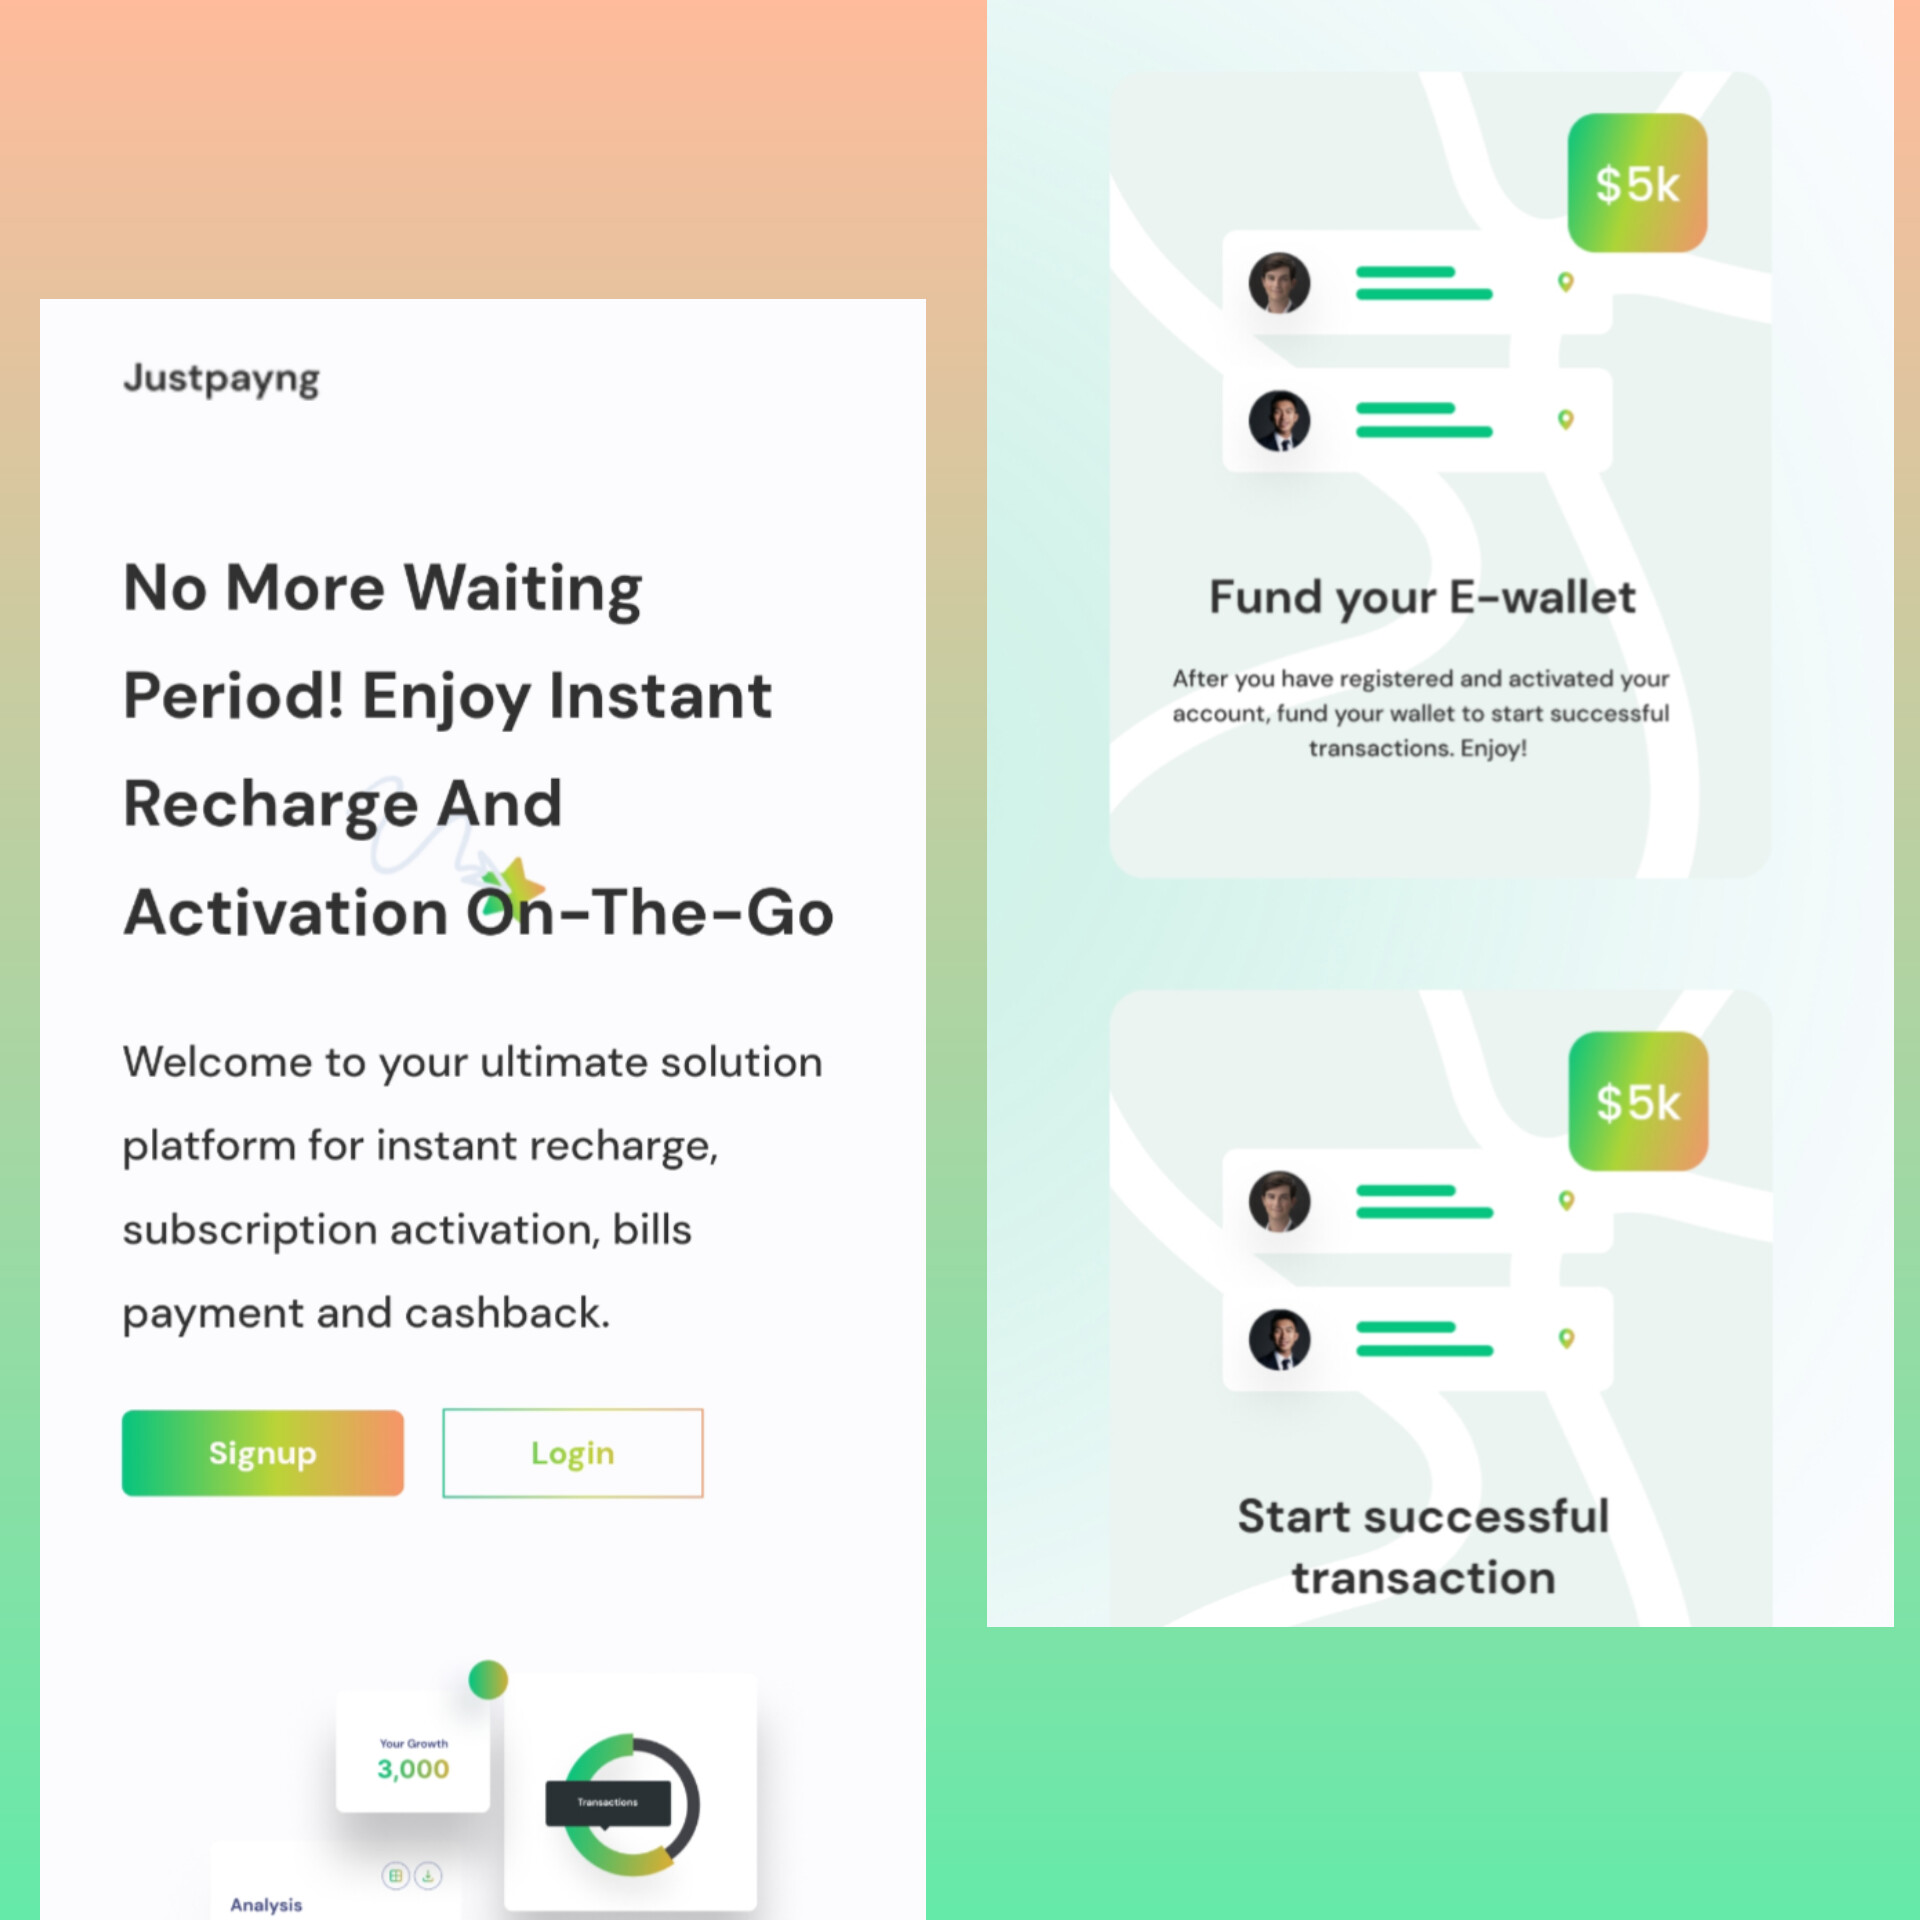 Justpayng
No More Waiting
Period! Enjoy Instant
Recharge And
Activation On-The-Go
Welcome to your ultimate solution
platform for instant recharge,
subscription activation, bills
payment and cashback.
Signup
Login
Your Growth
3,000
Transactions
Analysis
$5k
Fund your E-wallet
After you have registered and activated your
account, fund your wallet to start successful
transactions. Enjoy!
$5k
Start successful
transaction